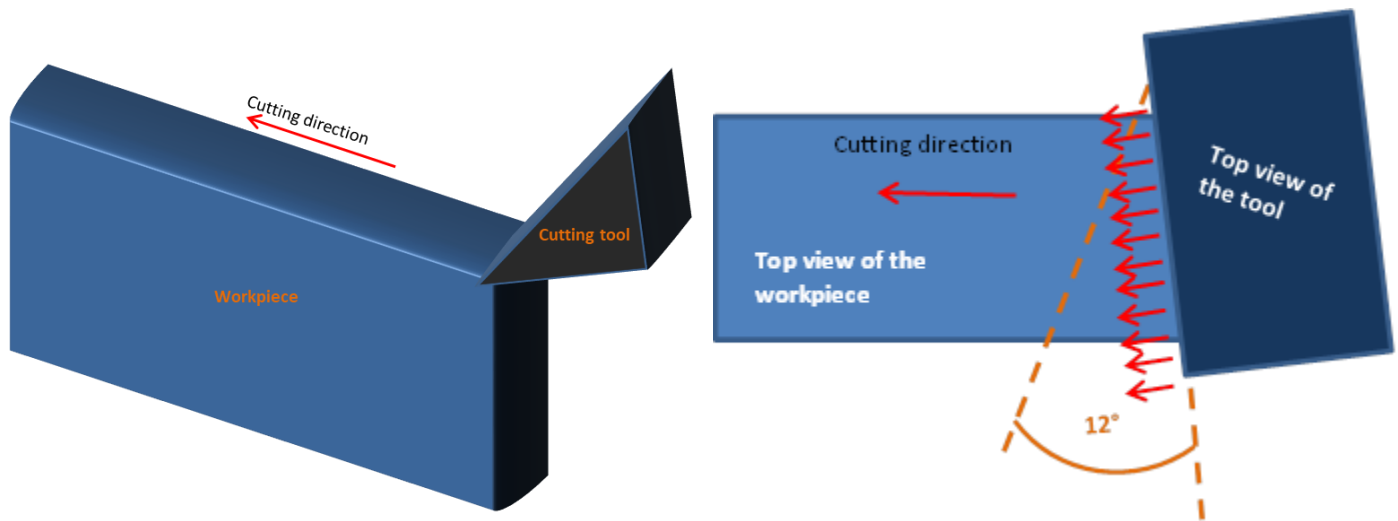 Cutting direction
Cutting tool
Workpiece
Cutting direction
Top view of the
workpiece
Top view of
the tool
12°